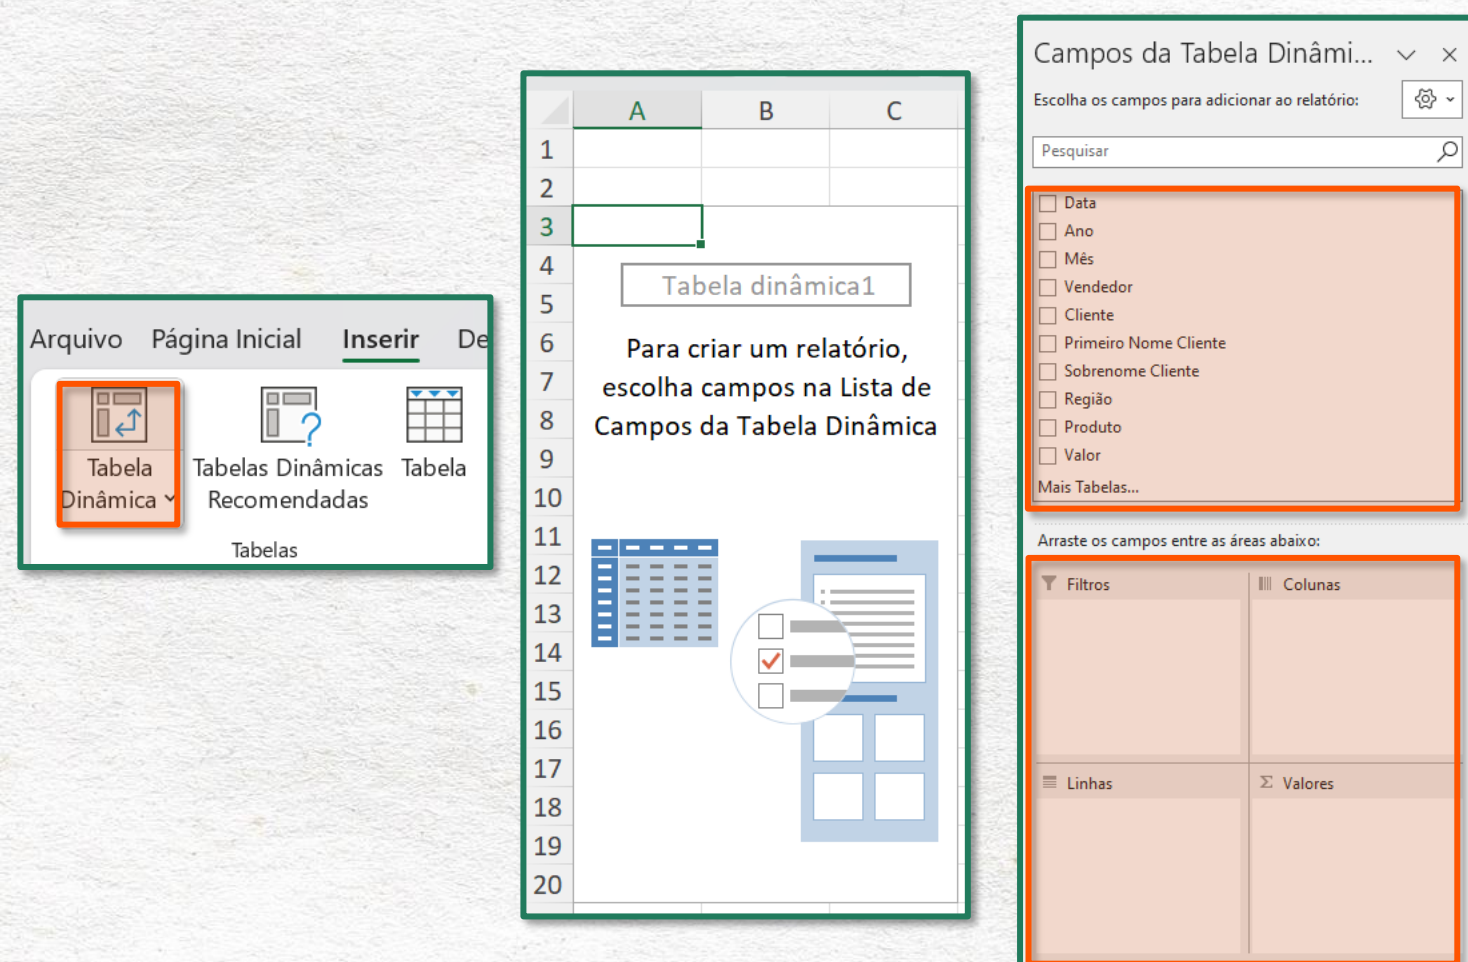 Arquivo Página Inicial Inserir De
Tabela
Dinâmica
Tabelas Dinâmicas
Recomendadas
Tabela
Tabelas
A B C
1
2
3
4
5
6
7
8
9
10
11
12
13
14
15
16
17
18
19
20
Tabela dinâmica1
Para criar um relatório,
escolha campos na Lista de
Campos da Tabela Dinâmica
Campos da Tabela Dinâmi...
Escolha os campos para adicionar ao relatório:
Pesquisar
Data
Ano
Mês
Vendedor
Cliente
Primeiro Nome Cliente
Sobrenome Cliente
Região
Produto
Valor
Mais Tabelas...
Arraste os campos entre as áreas abaixo:
Filtros
Colunas
Linhas
Σ Valores